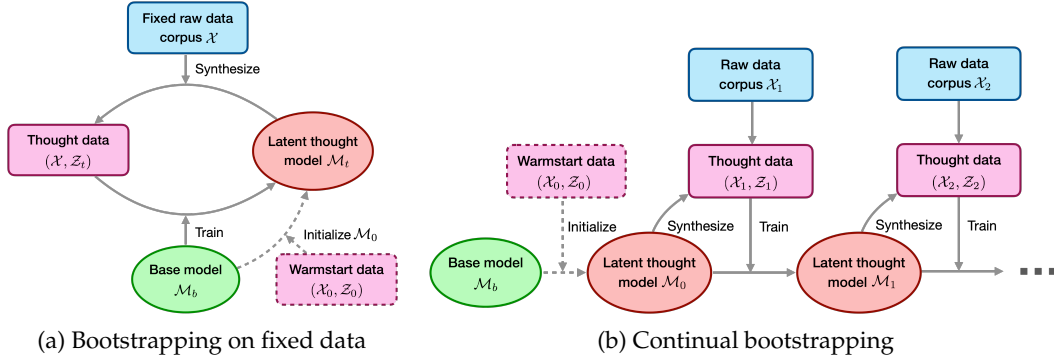 Fixed raw data
corpus 𝒳
Synthesize
Thought data
(𝒳, 𝒵ₜ)
Latent thought
model ℳₜ
Train
Initialize ℳ₀
Base model
ℳ_b
Warmstart data
(𝒳₀, 𝒵₀)
(a) Bootstrapping on fixed data
Raw data
corpus 𝒳₁
Raw data
corpus 𝒳₂
Warmstart data
(𝒳₀, 𝒵₀)
Thought data
(𝒳₁, 𝒵₁)
Thought data
(𝒳₂, 𝒵₂)
Initialize
Synthesize
Train
Synthesize
Train
Base model
ℳ_b
Latent thought
model ℳ₀
Latent thought
model ℳ₁
(b) Continual bootstrapping